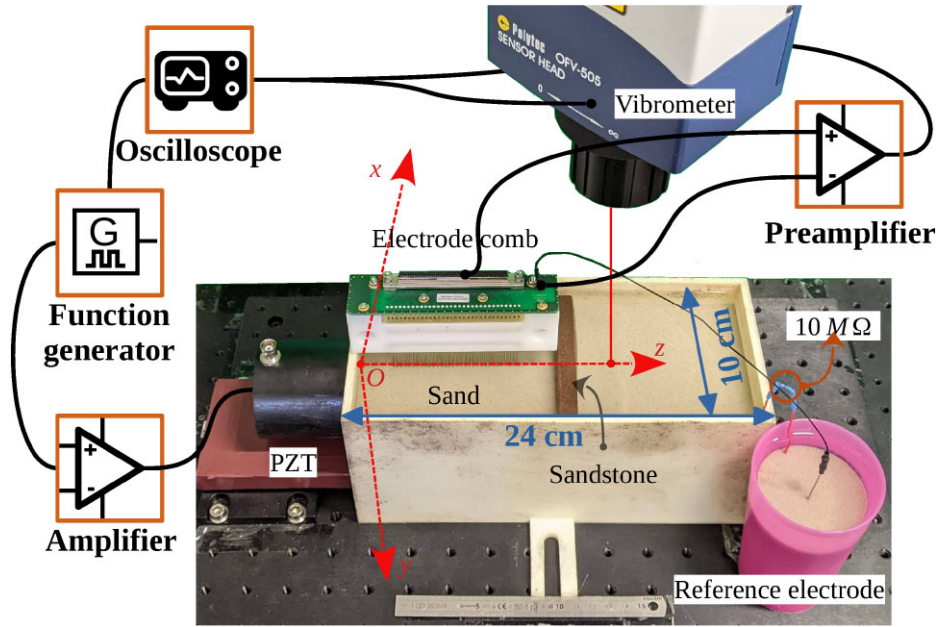 Polytec
SENSOR HEAD OFV-505
0
∞
Vibrometer
Oscilloscope
x
+
-
Preamplifier
G
Electrode comb
Function
generator
10 MΩ
10 cm
z
O
Sand
24 cm
PZT
Sandstone
+
-
Amplifier
y
Reference electrode